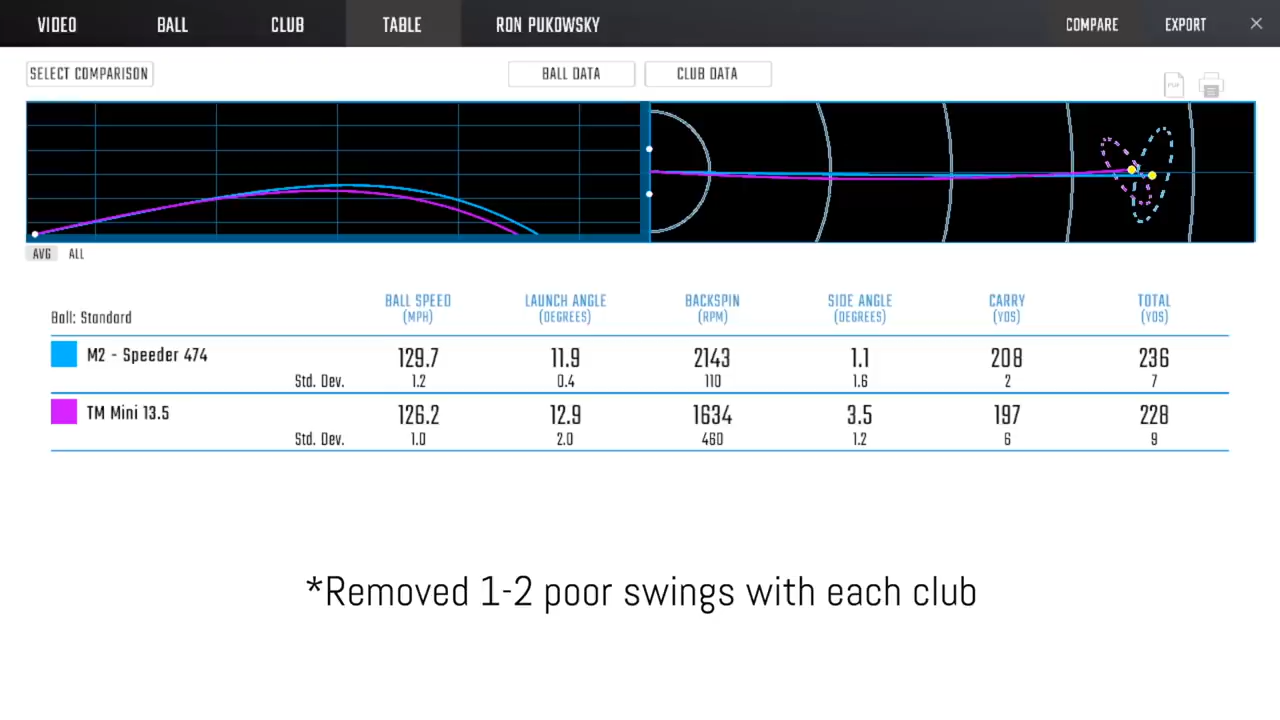 VIDEO BALL CLUB TABLE RON PUKOWSKY COMPARE EXPORT ×
SELECT COMPARISON BALL DATA CLUB DATA
PDF
AVG ALL
Ball: Standard BALL SPEED (MPH) LAUNCH ANGLE (DEGREES) BACKSPIN (RPM) SIDE ANGLE (DEGREES) CARRY (YDS) TOTAL (YDS)
M2 - Speeder 474 129.7 11.9 2143 1.1 208 236
Std. Dev. 1.2 0.4 110 1.6 2 7
TM Mini 13.5 126.2 12.9 1634 3.5 197 228
Std. Dev. 1.0 2.0 460 1.2 6 9
*Removed 1-2 poor swings with each club